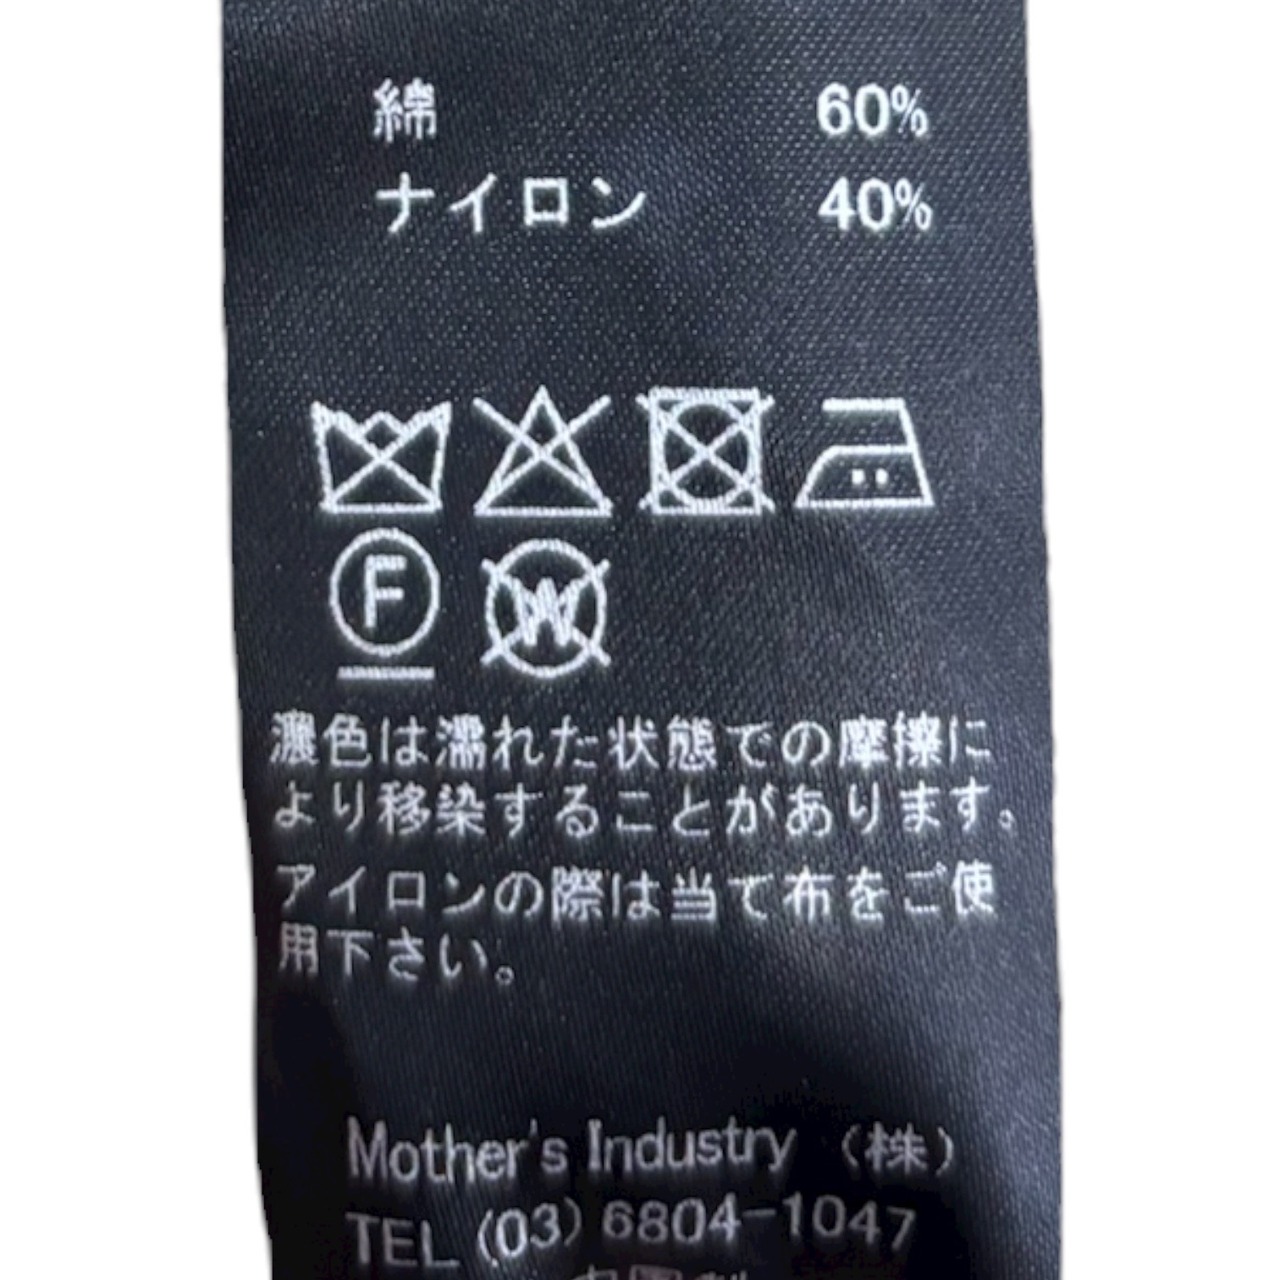 綿 60%
ナイロン 40%
F W
濃色は濡れた状態での摩擦に
より移染することがあります。
アイロンの際は当て布をご使
用下さい。
Mother's Industry (株)
TEL (03) 6804-1047